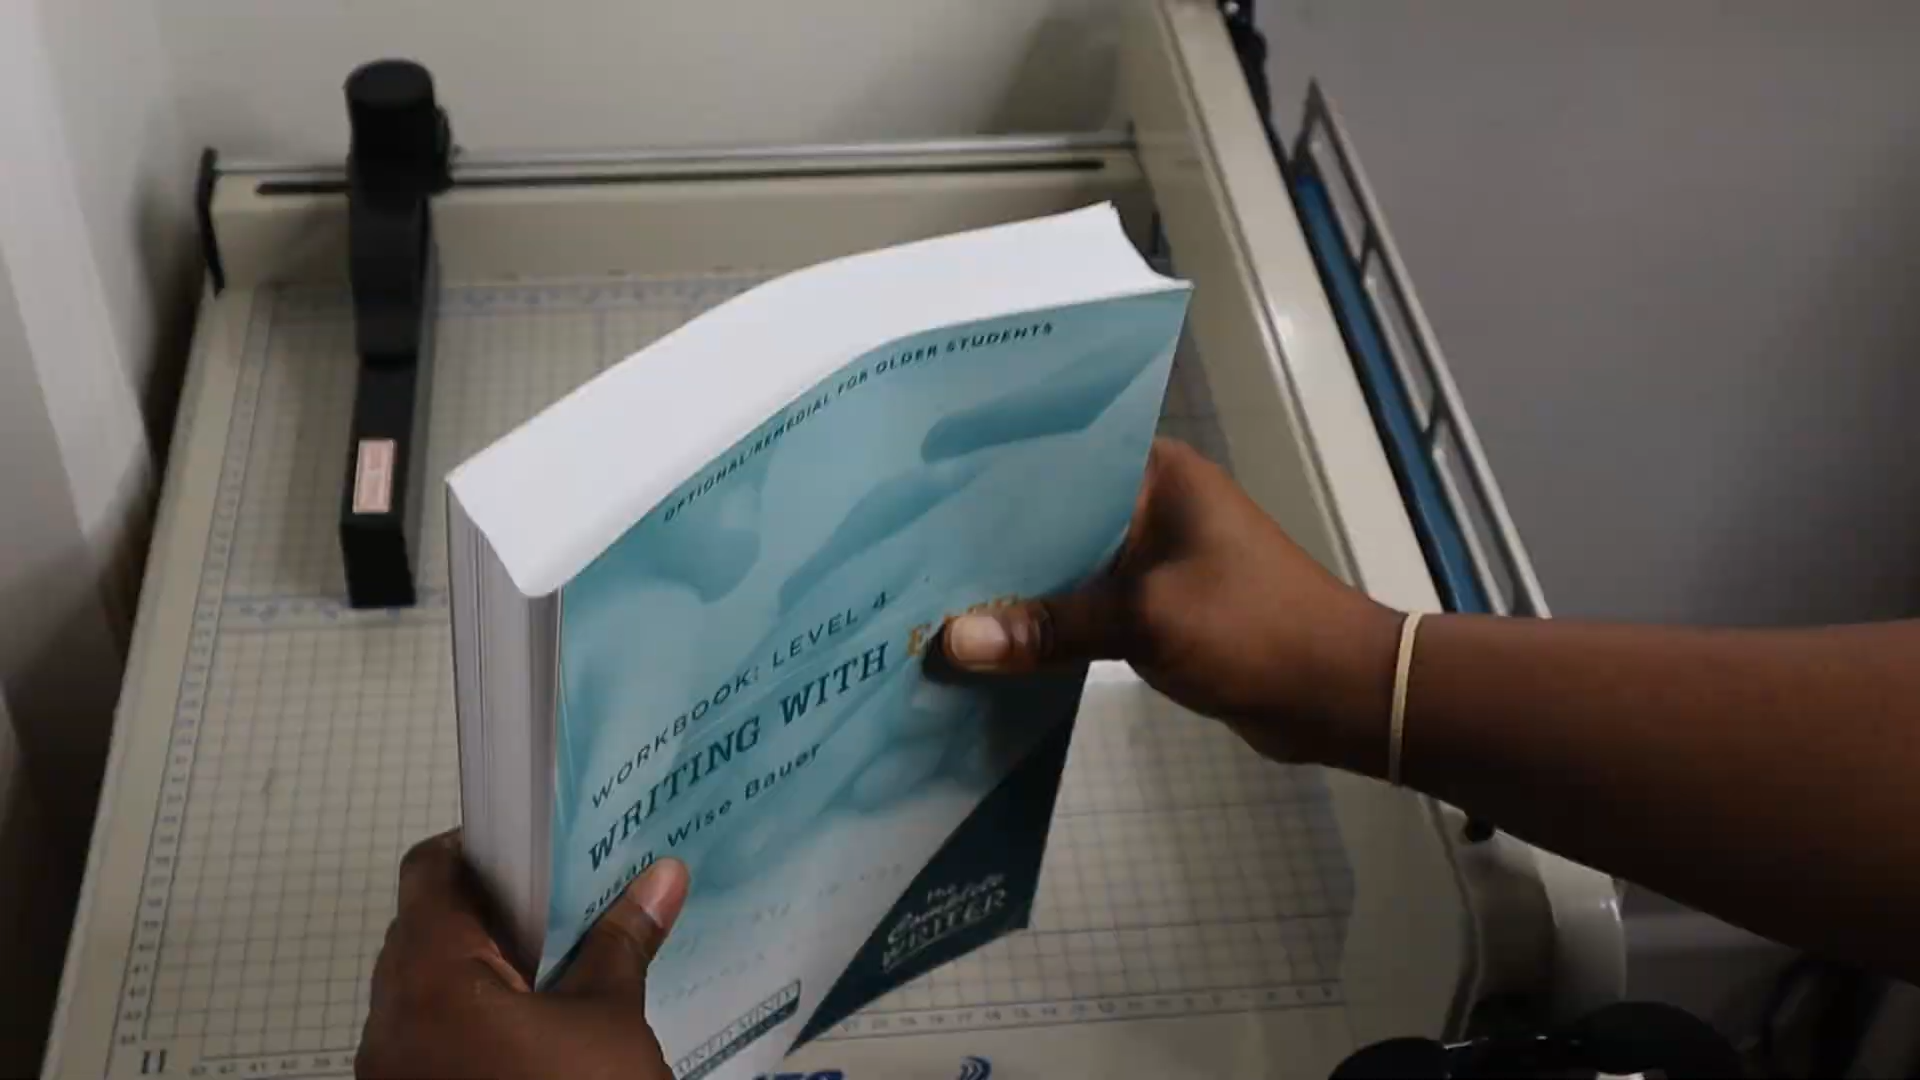 OPTIONAL/REMEDIAL FOR OLDER STUDENTS
WORKBOOK: LEVEL 4
WRITING WITH
Susan Wise Bauer
the
Complete
WRITER